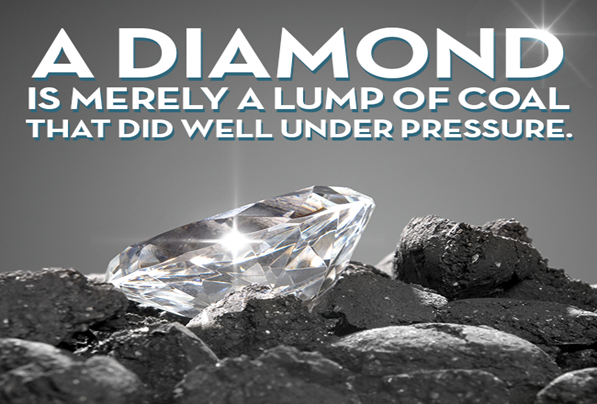 A DIAMOND
IS MERELY A LUMP OF COAL
THAT DID WELL UNDER PRESSURE.